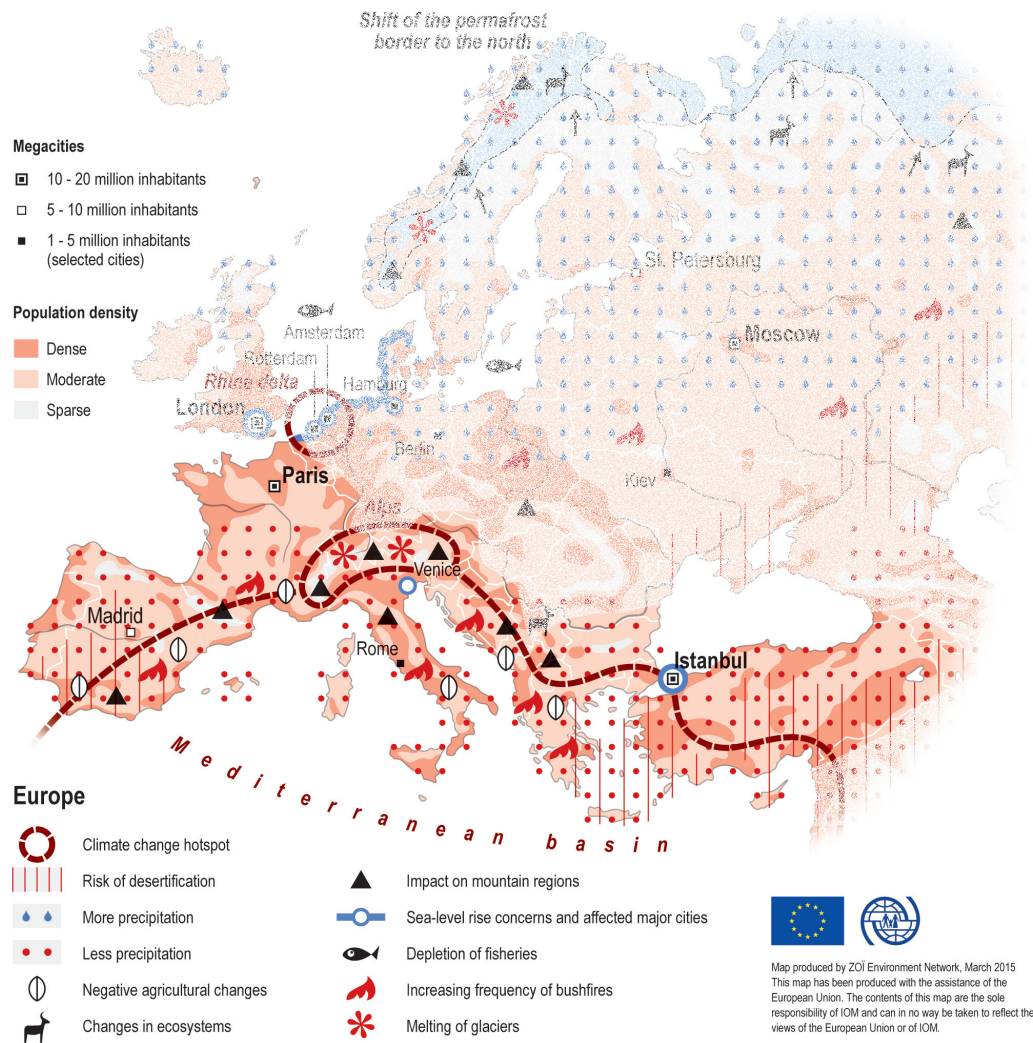 Shift of the permafrost
border to the north
Megacities
10 - 20 million inhabitants
5 - 10 million inhabitants
1 - 5 million inhabitants
(selected cities)
St. Petersburg
Population density
Dense
Moderate
Sparse
Moscow
Amsterdam
Rotterdam
Rhine delta
Hamburg
London
Berlin
Paris
Kiev
Alps
Venice
Madrid
Rome
Istanbul
Mediterranean basin
Europe
Climate change hotspot
Risk of desertification
More precipitation
Less precipitation
Negative agricultural changes
Changes in ecosystems
Impact on mountain regions
Sea-level rise concerns and affected major cities
Depletion of fisheries
Increasing frequency of bushfires
Melting of glaciers
Map produced by ZOÏ Environment Network, March 2015
This map has been produced with the assistance of the
European Union. The contents of this map are the sole
responsibility of IOM and can in no way be taken to reflect the
views of the European Union or of IOM.